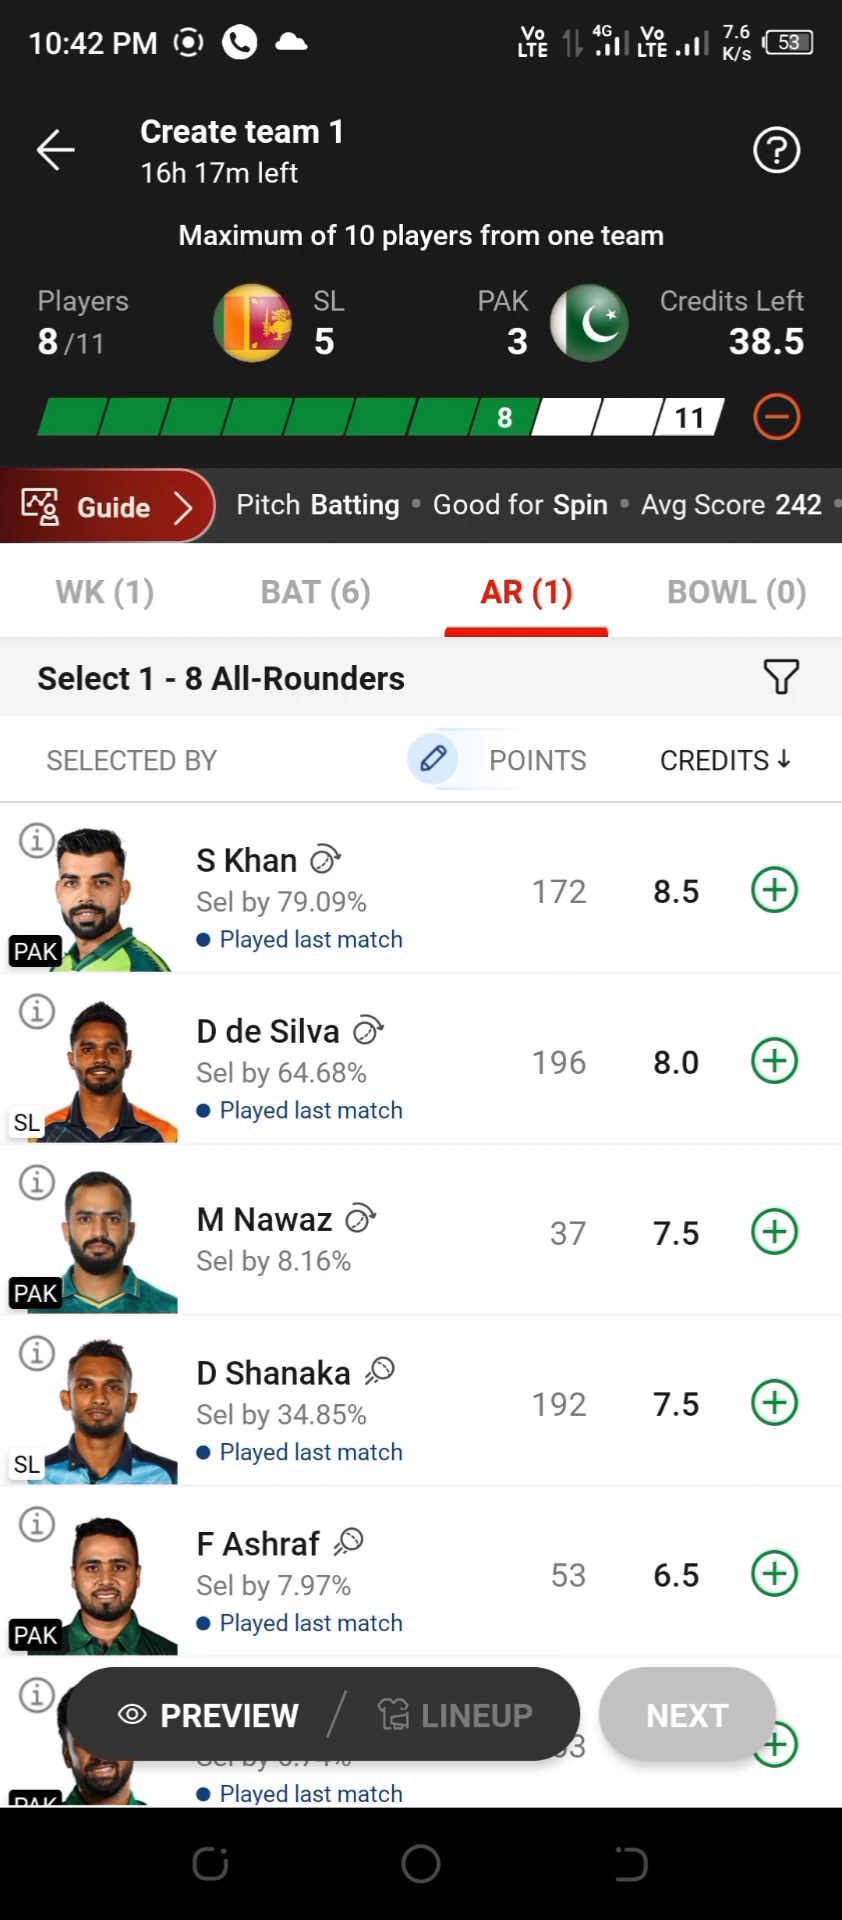 10:42 PM Vo LTE 4G Vo LTE 7.6 K/s 53
Create team 1
16h 17m left
?
Maximum of 10 players from one team
Players SL PAK Credits Left
8/11 5 3 38.5
8 11
Guide Pitch Batting • Good for Spin • Avg Score 242 •
WK (1) BAT (6) AR (1) BOWL (0)
Select 1 - 8 All-Rounders
SELECTED BY POINTS CREDITS↓
S Khan
Sel by 79.09% 172 8.5
• Played last match
PAK
D de Silva
Sel by 64.68% 196 8.0
• Played last match
SL
M Nawaz 37 7.5
Sel by 8.16%
PAK
D Shanaka
Sel by 34.85% 192 7.5
• Played last match
SL
F Ashraf
Sel by 7.97% 53 6.5
• Played last match
PAK
PREVIEW / LINEUP NEXT
• Played last match
PAK